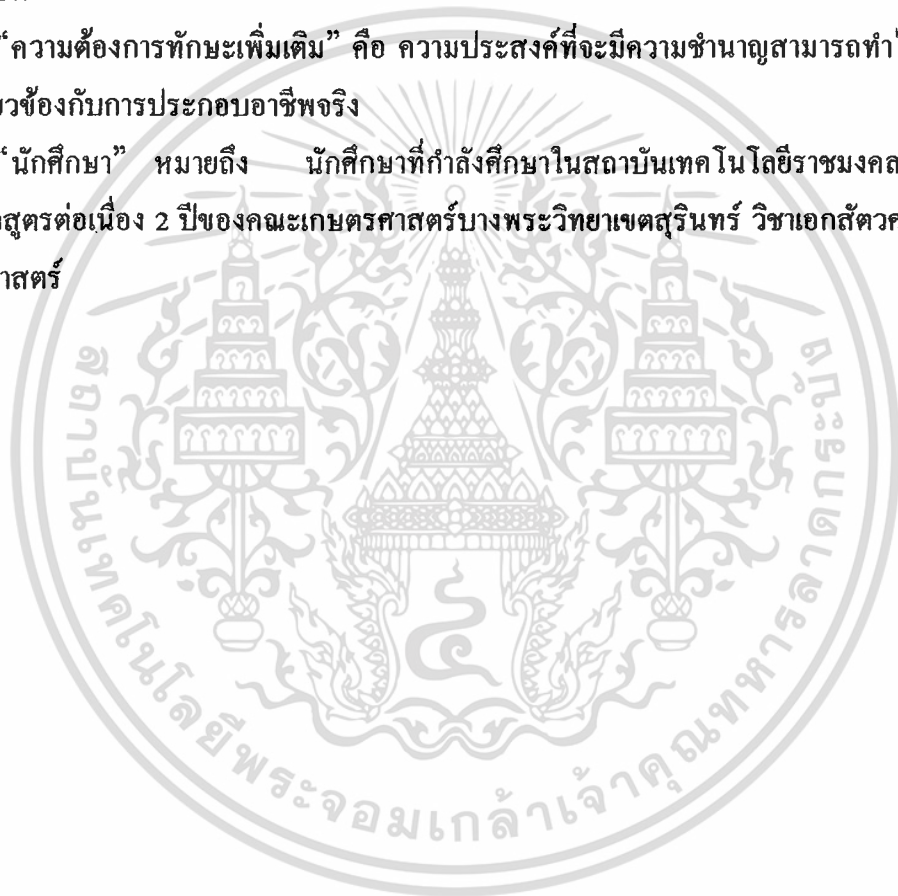 “ความต้องการทักษะเพิ่มเติม” คือ ความประสงค์ที่จะมีความชำนาญสามารถทำ
วข้องกับการประกอบอาชีพจริง
“นักศึกษา” หมายถึง นักศึกษาที่กำลังศึกษาในสถาบันเทคโนโลยีราชมงคล
สูตรต่อเนื่อง 2 ปีของคณะเกษตรศาสตร์บางพระวิทยาเขตสุรินทร์ วิชาเอกสัตวศ
าสตร์
สถาบันเทคโนโลยีพระจอมเกล้าเจ้าคุณทหารลาดกระบัง